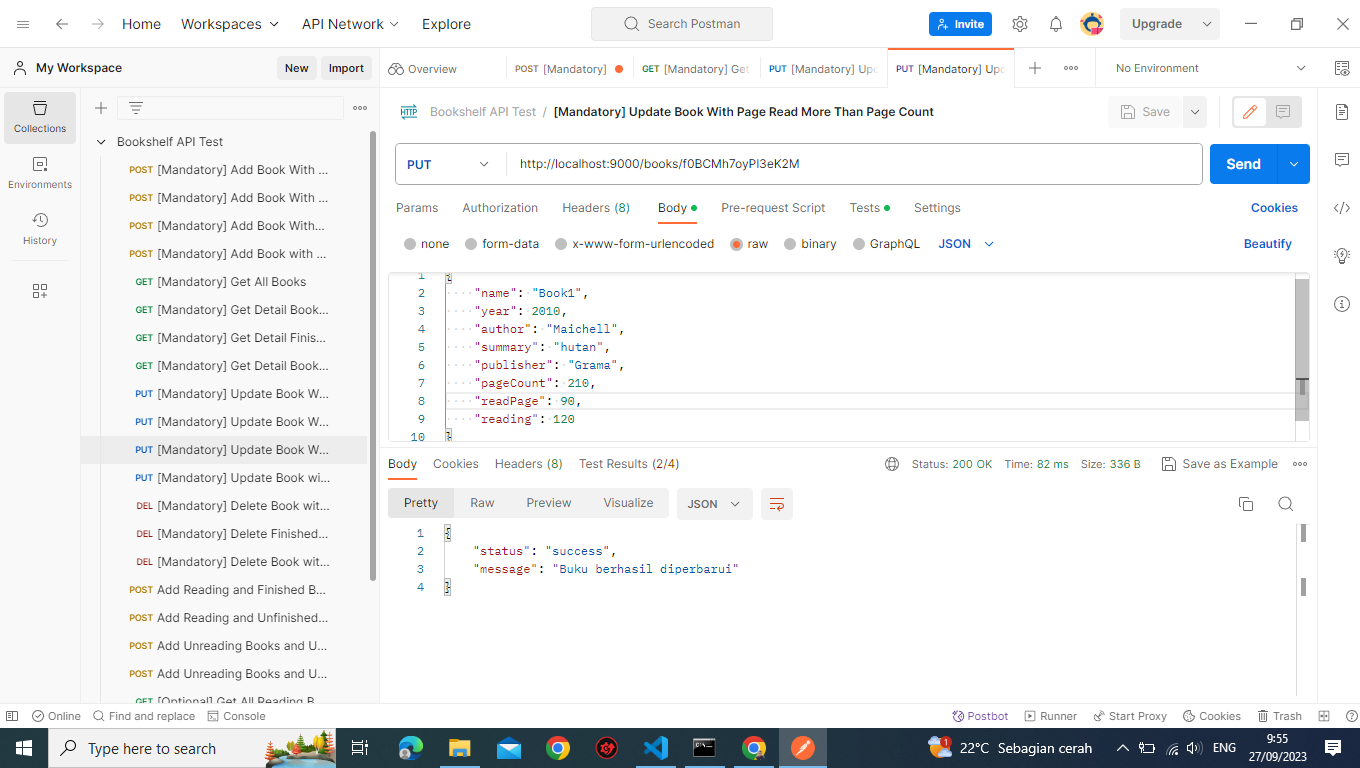 Home Workspaces API Network Explore Search Postman Invite Upgrade
My Workspace New Import Overview POST [Mandatory] GET [Mandatory] Get PUT [Mandatory] Upd PUT [Mandatory] Upd No Environment
Collections
Environments
History
Bookshelf API Test
POST [Mandatory] Add Book With ...
POST [Mandatory] Add Book With ...
POST [Mandatory] Add Book With...
POST [Mandatory] Add Book with ...
GET [Mandatory] Get All Books
GET [Mandatory] Get Detail Book...
GET [Mandatory] Get Detail Finis...
GET [Mandatory] Get Detail Book...
PUT [Mandatory] Update Book W...
PUT [Mandatory] Update Book W...
PUT [Mandatory] Update Book W...
PUT [Mandatory] Update Book wi...
DEL [Mandatory] Delete Book wit...
DEL [Mandatory] Delete Finished...
DEL [Mandatory] Delete Book wit...
POST Add Reading and Finished B...
POST Add Reading and Unfinished...
POST Add Unreading Books and U...
POST Add Unreading Books and U...
GET [Optional] Get All Reading B
HTTP Bookshelf API Test / [Mandatory] Update Book With Page Read More Than Page Count Save
PUT http://localhost:9000/books/f0BCMh7oyPI3eK2M Send
Params Authorization Headers (8) Body Pre-request Script Tests Settings Cookies
none form-data x-www-form-urlencoded raw binary GraphQL JSON Beautify
1 {
2 "name": "Book1",
3 "year": 2010,
4 "author": "Maichell",
5 "summary": "hutan",
6 "publisher": "Grama",
7 "pageCount": 210,
8 "readPage": 90,
9 "reading": 120
10 }
Body Cookies Headers (8) Test Results (2/4) Status: 200 OK Time: 82 ms Size: 336 B Save as Example
Pretty Raw Preview Visualize JSON
1 {
2 "status": "success",
3 "message": "Buku berhasil diperbarui"
4 }
Online Find and replace Console Postbot Runner Start Proxy Cookies Trash
Type here to search 1 22°C Sebagian cerah ENG 9:55
27/09/2023